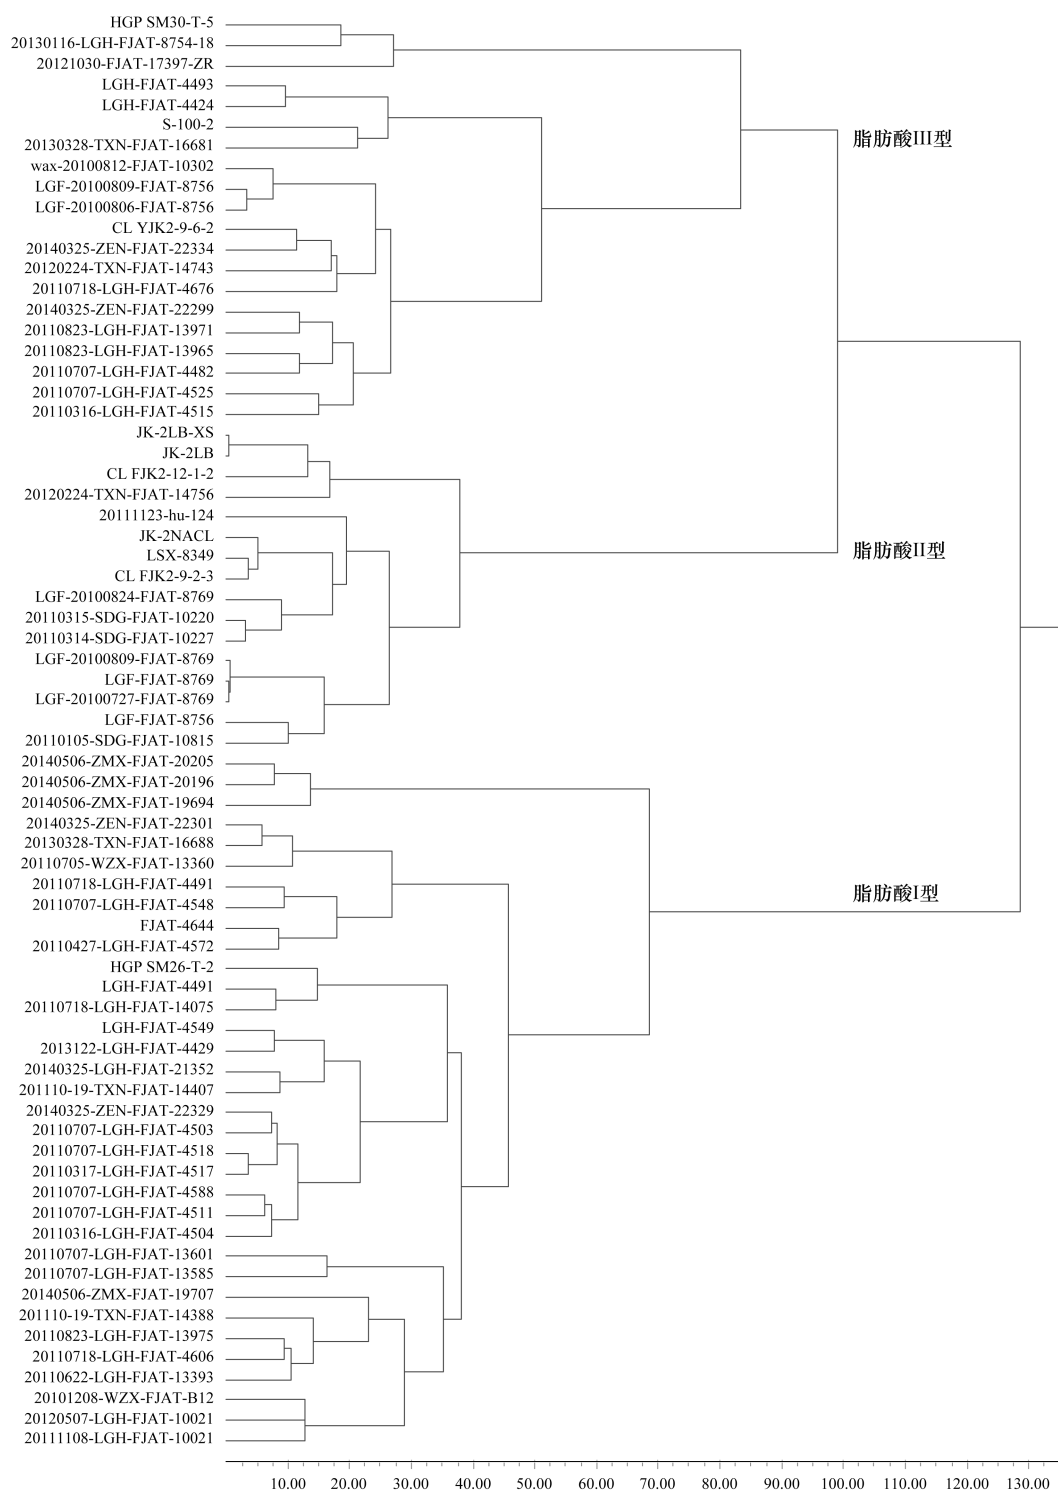 HGP SM30-T-5
20130116-LGH-FJAT-8754-18
20121030-FJAT-17397-ZR
LGH-FJAT-4493
LGH-FJAT-4424
S-100-2
20130328-TXN-FJAT-16681
脂肪酸III型
wax-20100812-FJAT-10302
LGF-20100809-FJAT-8756
LGF-20100806-FJAT-8756
CL YJK2-9-6-2
20140325-ZEN-FJAT-22334
20120224-TXN-FJAT-14743
20110718-LGH-FJAT-4676
20140325-ZEN-FJAT-22299
20110823-LGH-FJAT-13971
20110823-LGH-FJAT-13965
20110707-LGH-FJAT-4482
20110707-LGH-FJAT-4525
20110316-LGH-FJAT-4515
JK-2LB-XS
JK-2LB
CL FJK2-12-1-2
20120224-TXN-FJAT-14756
20111123-hu-124
JK-2NACL
脂肪酸II型
LSX-8349
CL FJK2-9-2-3
LGF-20100824-FJAT-8769
20110315-SDG-FJAT-10220
20110314-SDG-FJAT-10227
LGF-20100809-FJAT-8769
LGF-FJAT-8769
LGF-20100727-FJAT-8769
LGF-FJAT-8756
20110105-SDG-FJAT-10815
20140506-ZMX-FJAT-20205
20140506-ZMX-FJAT-20196
20140506-ZMX-FJAT-19694
20140325-ZEN-FJAT-22301
20130328-TXN-FJAT-16688
20110705-WZX-FJAT-13360
20110718-LGH-FJAT-4491
脂肪酸I型
20110707-LGH-FJAT-4548
FJAT-4644
20110427-LGH-FJAT-4572
HGP SM26-T-2
LGH-FJAT-4491
20110718-LGH-FJAT-14075
LGH-FJAT-4549
2013122-LGH-FJAT-4429
20140325-LGH-FJAT-21352
201110-19-TXN-FJAT-14407
20140325-ZEN-FJAT-22329
20110707-LGH-FJAT-4503
20110707-LGH-FJAT-4518
20110317-LGH-FJAT-4517
20110707-LGH-FJAT-4588
20110707-LGH-FJAT-4511
20110316-LGH-FJAT-4504
20110707-LGH-FJAT-13601
20110707-LGH-FJAT-13585
20140506-ZMX-FJAT-19707
201110-19-TXN-FJAT-14388
20110823-LGH-FJAT-13975
20110718-LGH-FJAT-4606
20110622-LGH-FJAT-13393
20101208-WZX-FJAT-B12
20120507-LGH-FJAT-10021
20111108-LGH-FJAT-10021
10.00 20.00 30.00 40.00 50.00 60.00 70.00 80.00 90.00 100.00 110.00 120.00 130.00